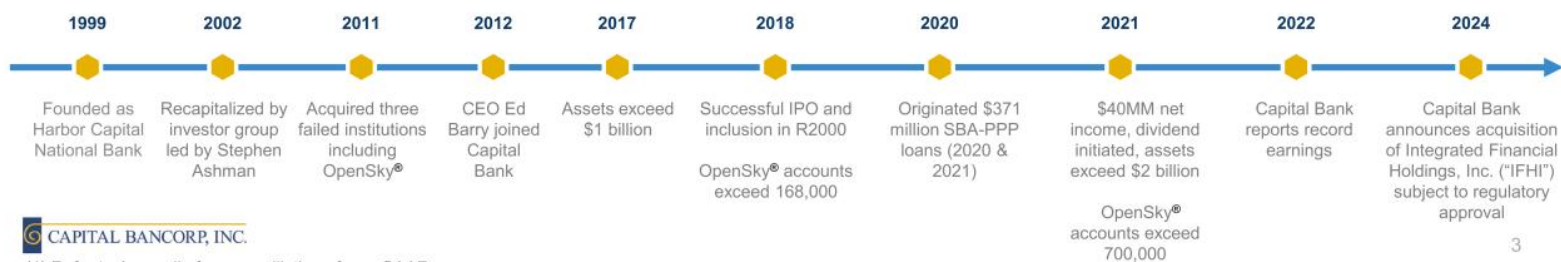 1999
Founded as
Harbor Capital
National Bank
2002
Recapitalized by
investor group
led by Stephen
Ashman
2011
Acquired three
failed institutions
including
OpenSky®
2012
CEO Ed
Barry joined
Capital
Bank
2017
Assets exceed
$1 billion
2018
Successful IPO and
inclusion in R2000
OpenSky® accounts
exceed 168,000
2020
Originated $371
million SBA-PPP
loans (2020 &
2021)
2021
$40MM net
income, dividend
initiated, assets
exceed $2 billion
OpenSky®
accounts exceed
700,000
2022
Capital Bank
reports record
earnings
2024
Capital Bank
announces acquisition
of Integrated Financial
Holdings, Inc. (“IFHI”)
subject to regulatory
approval
CAPITAL BANCORP, INC.
3